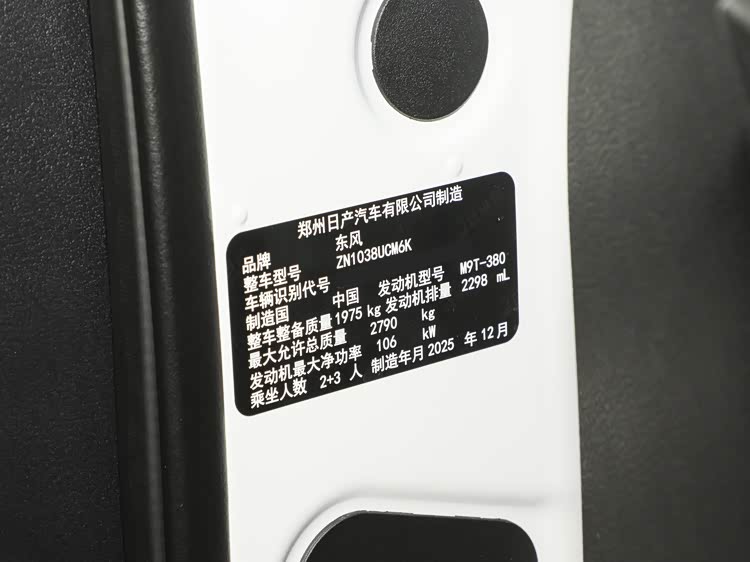 郑州日产汽车有限公司制造
品牌 东风
整车型号 ZN1038UCM6K
车辆识别代号
制造国 中国 发动机型号 M9T-380
整车整备质量 1975 kg 发动机排量 2298 mL
最大允许总质量 2790 kg
发动机最大净功率 106 kW
乘坐人数 2+3 人 制造年月 2025 年 12 月